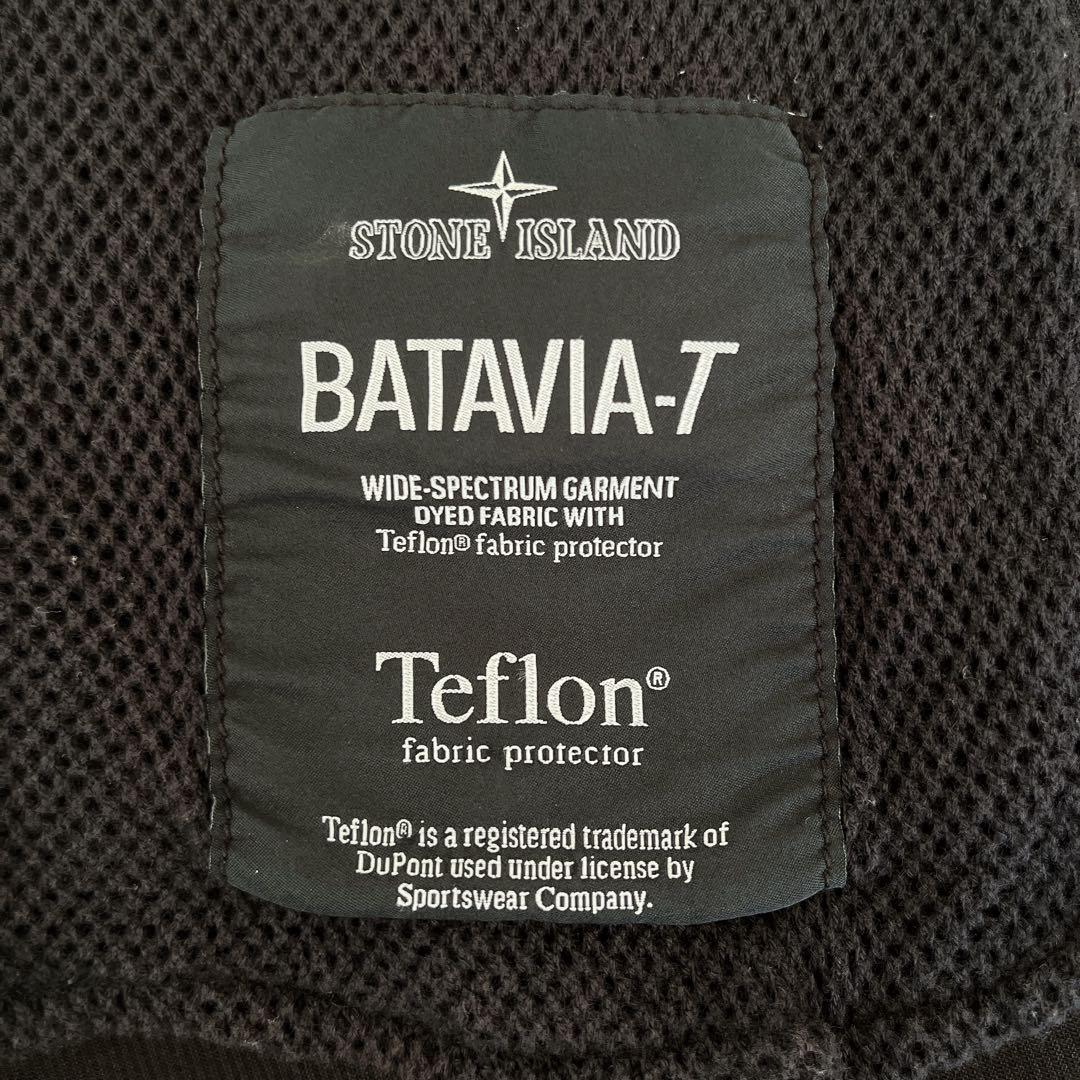 STONE ISLAND
BATAVIA-T
WIDE-SPECTRUM GARMENT
DYED FABRIC WITH
Teflon® fabric protector
Teflon®
fabric protector
Teflon® is a registered trademark of
DuPont used under license by
Sportswear Company.